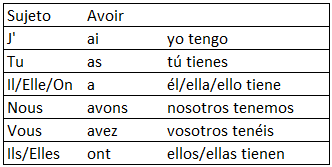 Sujeto Avoir
J' ai yo tengo
Tu as tú tienes
Il/Elle/On a él/ella/ello tiene
Nous avons nosotros tenemos
Vous avez vosotros tenéis
Ils/Elles ont ellos/ellas tienen